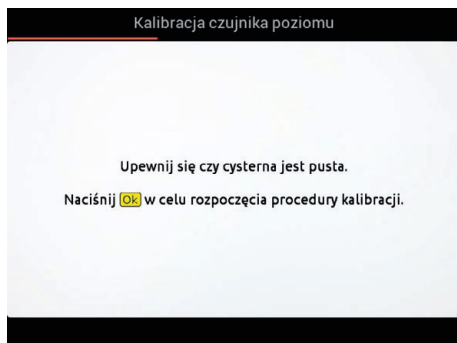 Kalibracja czujnika poziomu
Upewnij się czy cysterna jest pusta.
Naciśnij Ok w celu rozpoczęcia procedury kalibracji.